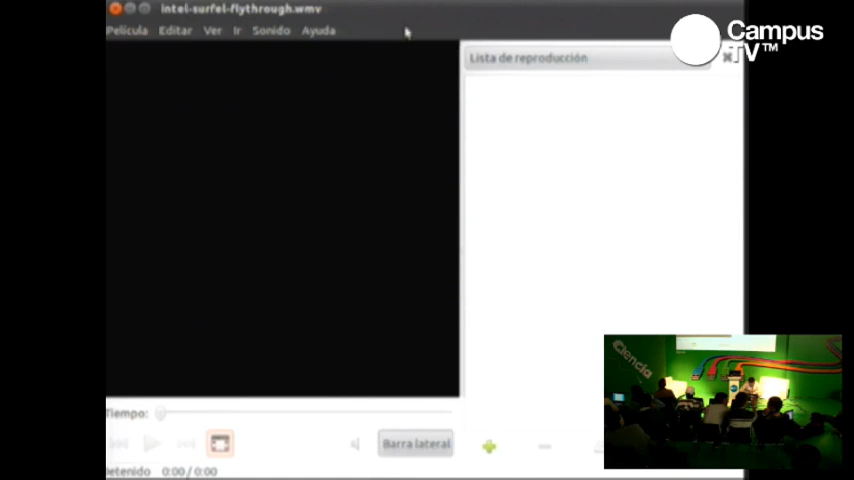 intel-surfel-flythrough.wmv
Película Editar Ver Ir Sonido Ayuda
Campus
TV™
Lista de reproducción
Ciencia
Tiempo:
Barra lateral
Detenido 0:00 / 0:00